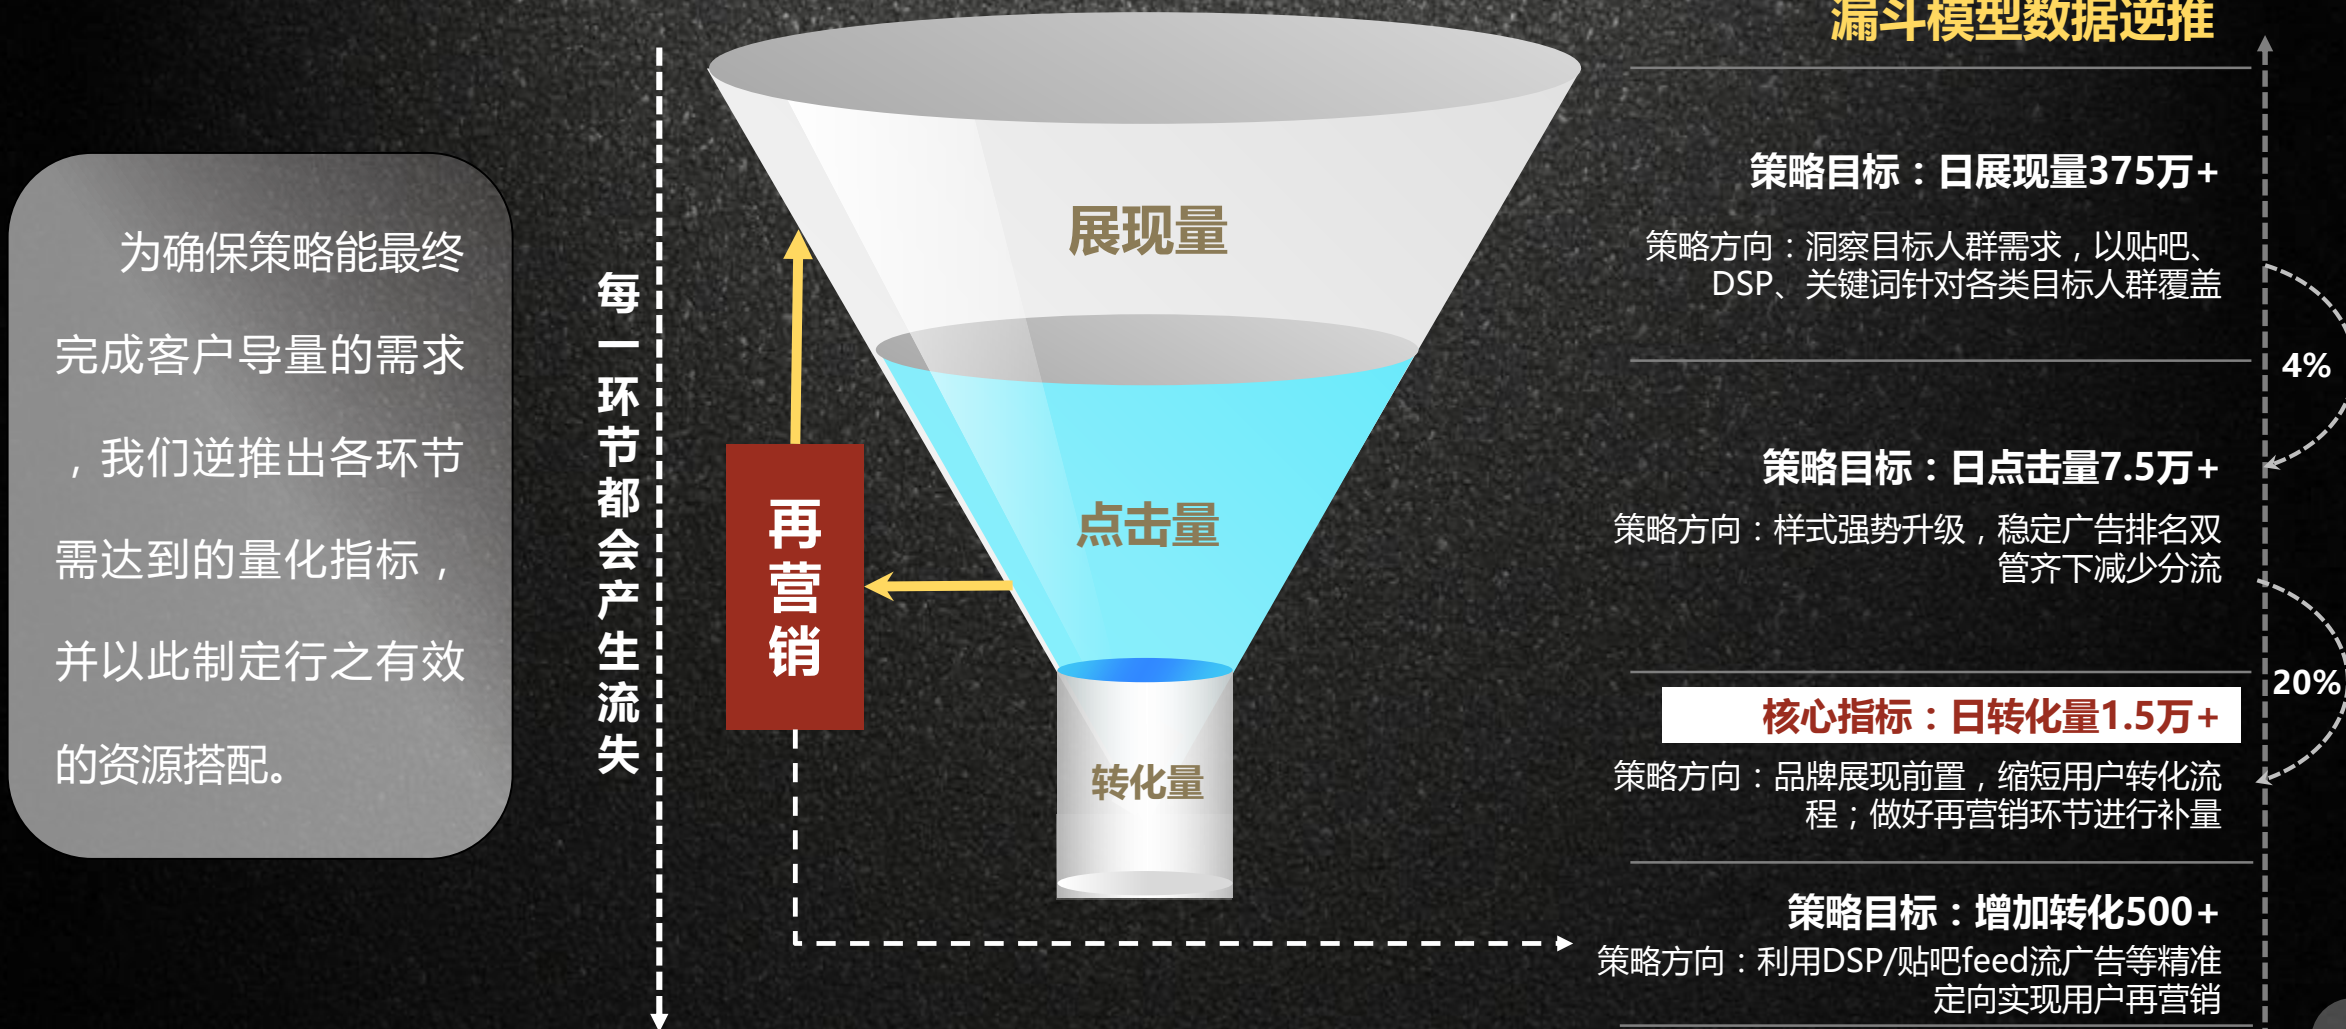 漏斗模型数据逆推
为确保策略能最终
完成客户导量的需求
，我们逆推出各环节
需达到的量化指标，
并以此制定行之有效
的资源搭配。
每一环节都会产生流失
展现量
点击量
转化量
再营销
策略目标：日展现量375万+
策略方向：洞察目标人群需求，以贴吧、
DSP、关键词针对各类目标人群覆盖
4%
策略目标：日点击量7.5万+
策略方向：样式强势升级，稳定广告排名双
管齐下减少分流
20%
核心指标：日转化量1.5万+
策略方向：品牌展现前置，缩短用户转化流
程；做好再营销环节进行补量
策略目标：增加转化500+
策略方向：利用DSP/贴吧feed流广告等精准
定向实现用户再营销